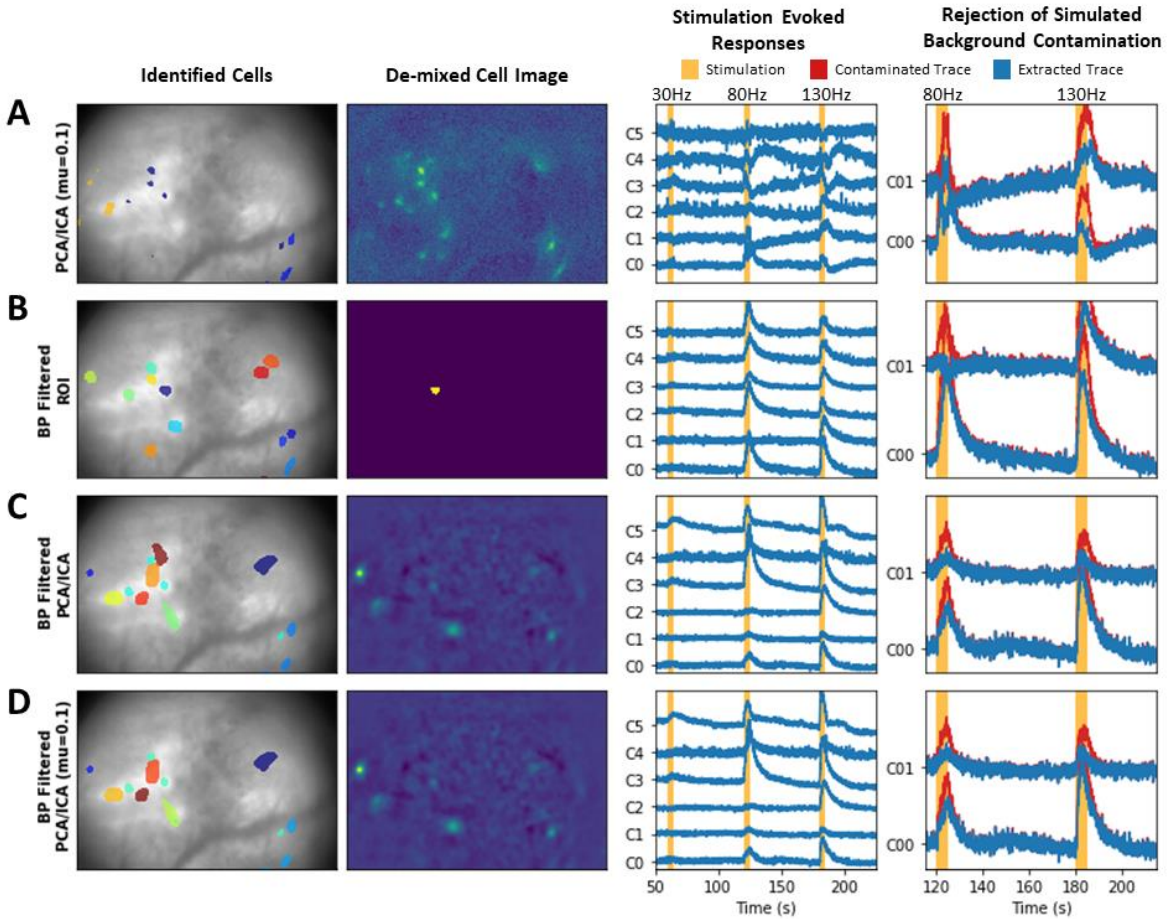 Stimulation Evoked
Responses
Rejection of Simulated
Background Contamination
Identified Cells
De-mixed Cell Image
Stimulation
Contaminated Trace
Extracted Trace
30Hz 80Hz 130Hz
80Hz 130Hz
A
PCA/ICA (mu=0.1)
C5
C4
C3
C2
C1
C0
C01
C00
B
BP Filtered
ROI
C5
C4
C3
C2
C1
C0
C01
C00
C
BP Filtered
PCA/ICA
C5
C4
C3
C2
C1
C0
C01
C00
D
BP Filtered
PCA/ICA (mu=0.1)
C5
C4
C3
C2
C1
C0
C01
C00
50 100 150 200
Time (s)
120 140 160 180 200
Time (s)